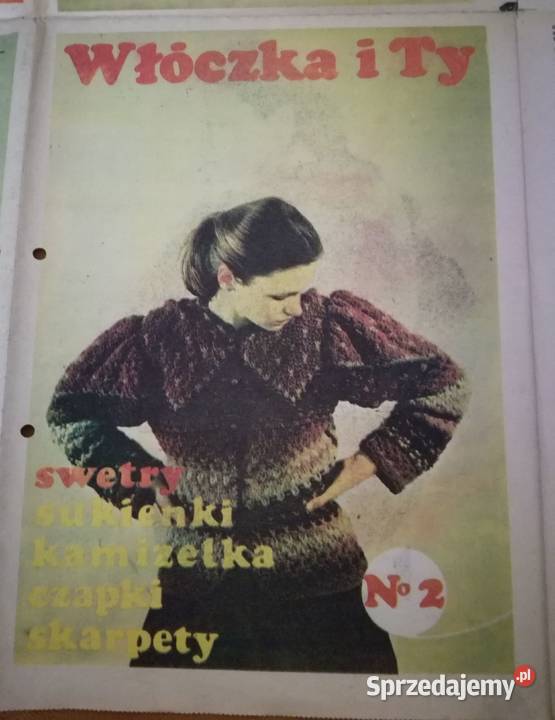 Włóczka i Ty
swetry
sukienki
kamizelka
czapki
skarpety
Nº 2
Sprzedajemy.pl